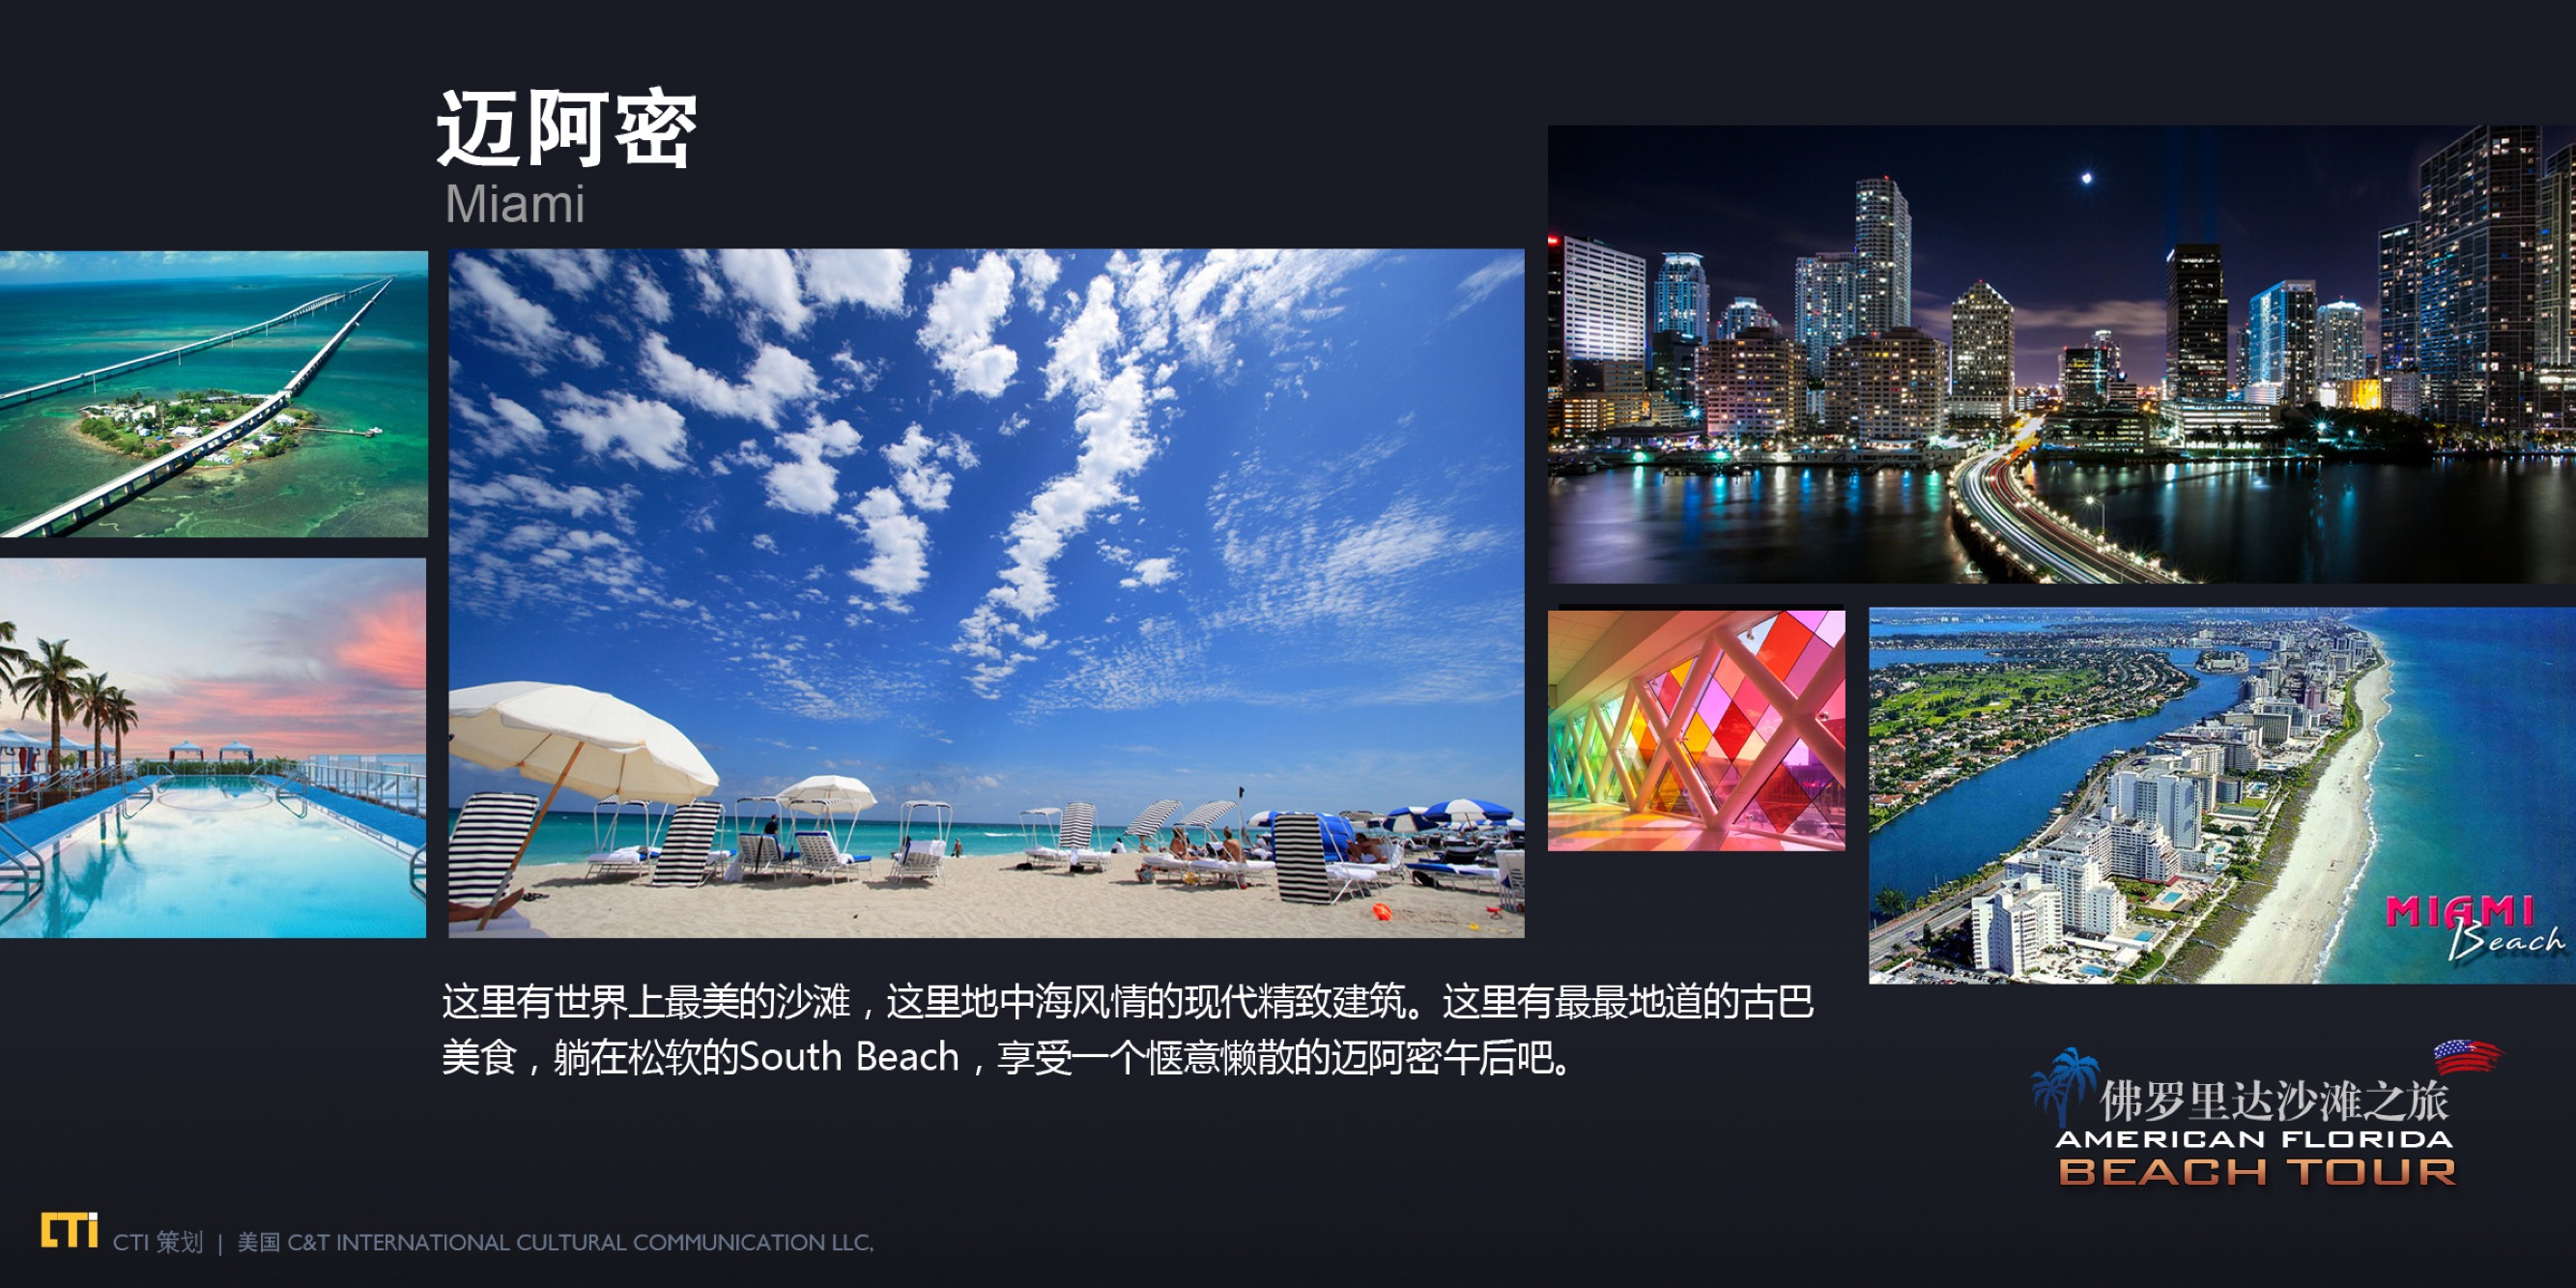 迈阿密
Miami
MIAMI
Beach
这里有世界上最美的沙滩，这里地中海风情的现代精致建筑。这里有最最地道的古巴
美食，躺在松软的South Beach，享受一个惬意懒散的迈阿密午后吧。
佛罗里达沙滩之旅
AMERICAN FLORIDA
BEACH TOUR
CTi CTI 策划 | 美国 C&T INTERNATIONAL CULTURAL COMMUNICATION LLC,